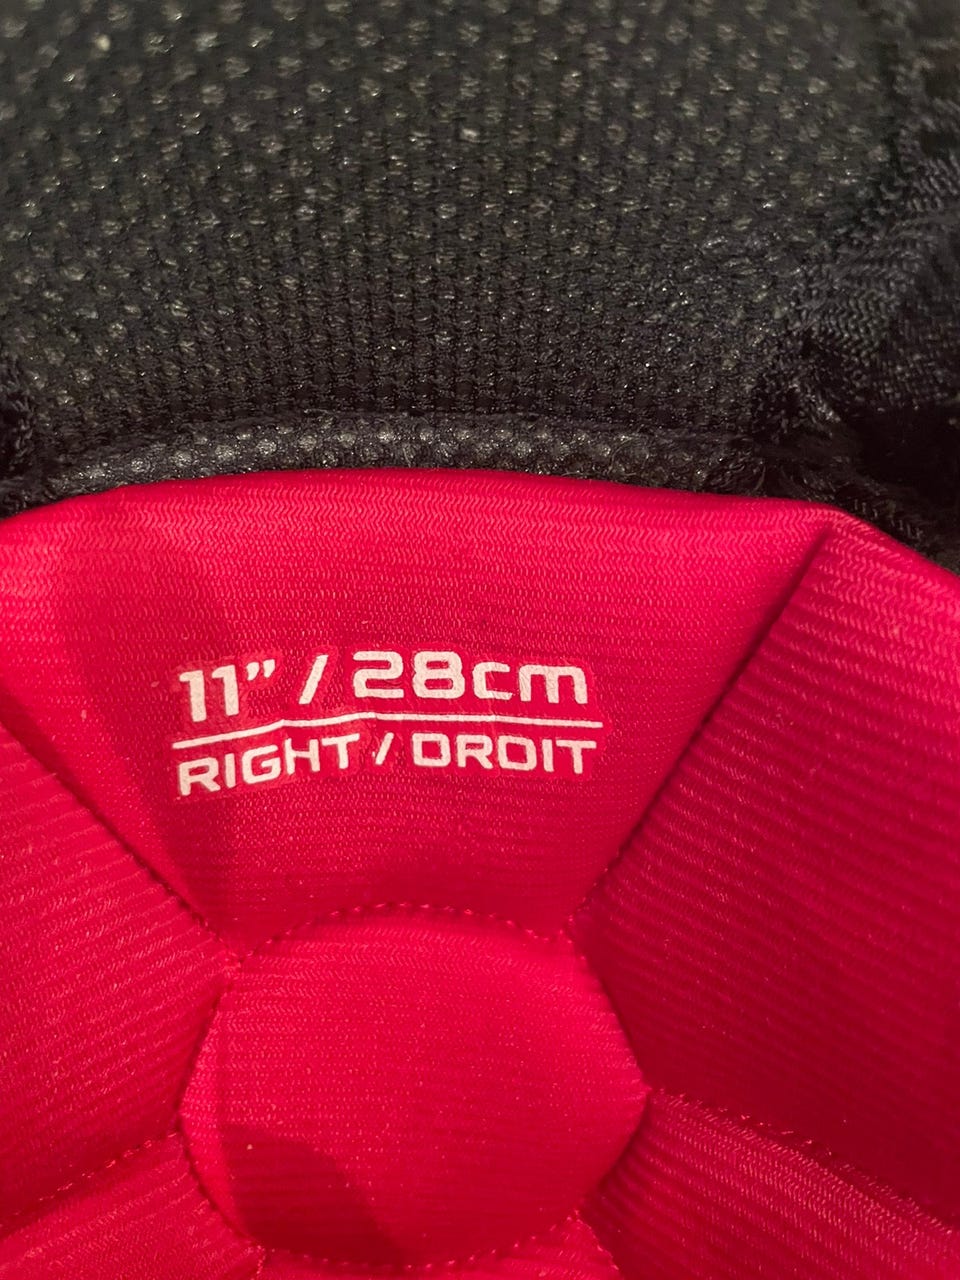 11” / 28cm
RIGHT / DROIT